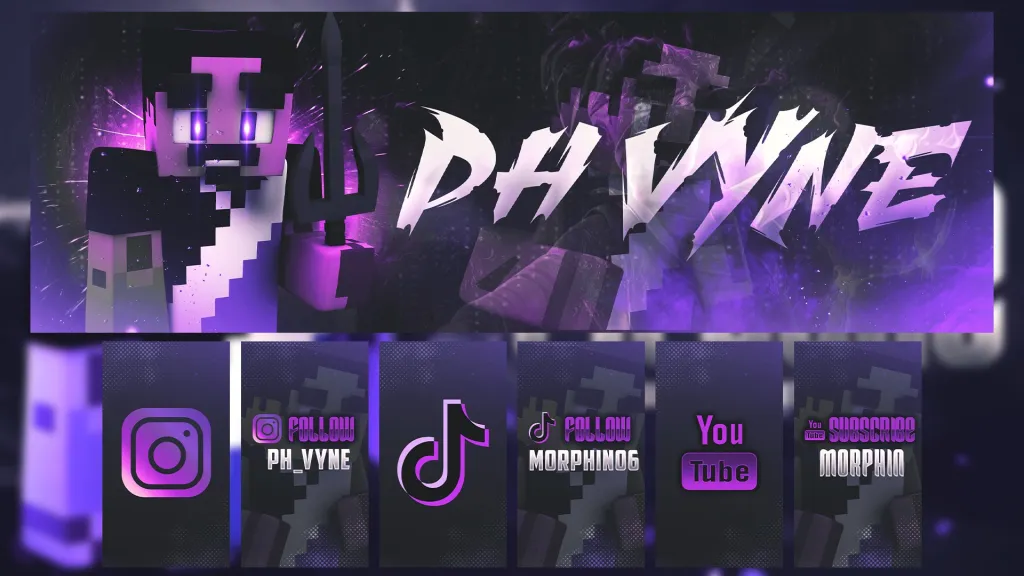 PH VYNE
FOLLOW
PH_VYNE
FOLLOW
MORPHIN06
You
Tube
You
Tube
SUBSCRIBE
MORPHIN